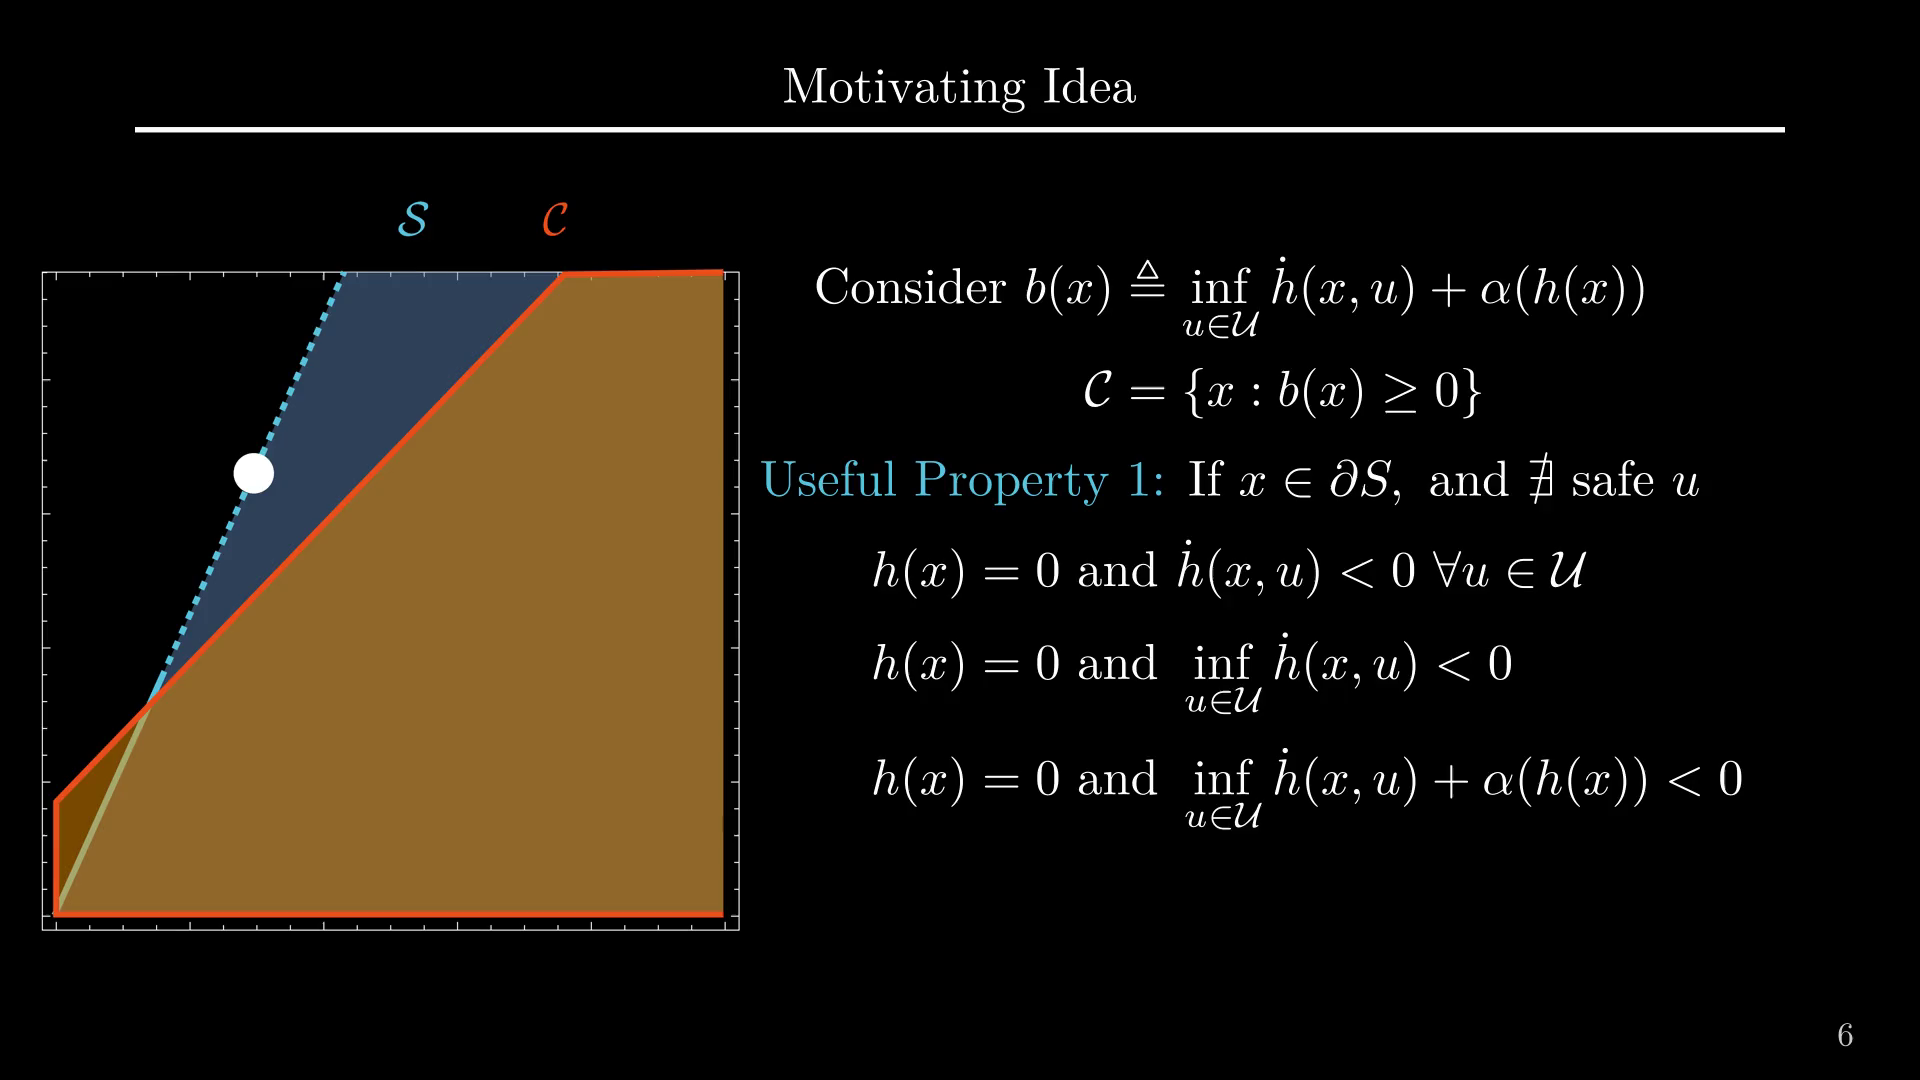 Motivating Idea
𝒮 𝒞
Consider b(x) ≜ inf_{u∈𝒰} ḣ(x, u) + α(h(x))
𝒞 = {x : b(x) ≥ 0}
Useful Property 1: If x ∈ ∂S, and ∄ safe u
h(x) = 0 and ḣ(x, u) < 0 ∀u ∈ 𝒰
h(x) = 0 and inf_{u∈𝒰} ḣ(x, u) < 0
h(x) = 0 and inf_{u∈𝒰} ḣ(x, u) + α(h(x)) < 0
6